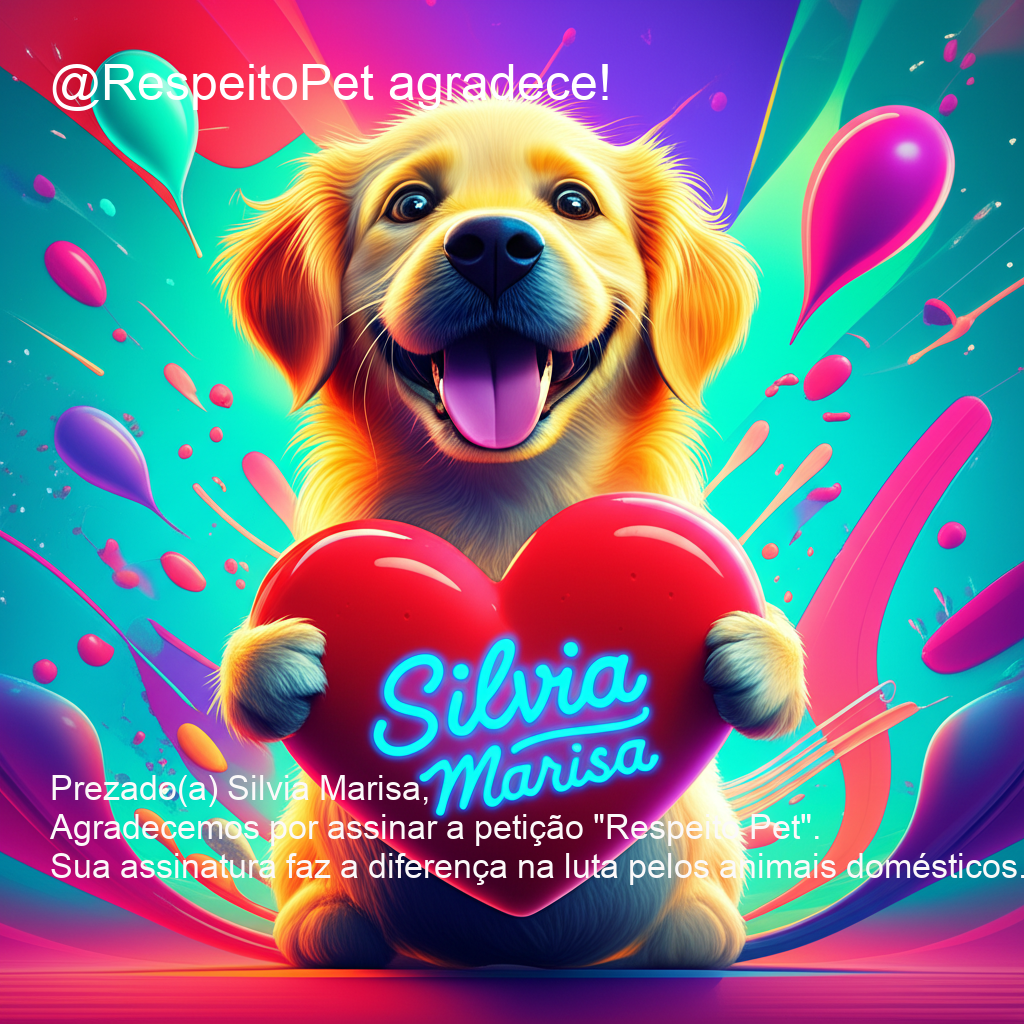 @RespeitoPet agradece!
Silvia
Marisa
Prezado(a) Silvia Marisa,
Agradecemos por assinar a petição "Respeito Pet".
Sua assinatura faz a diferença na luta pelos animais domésticos.